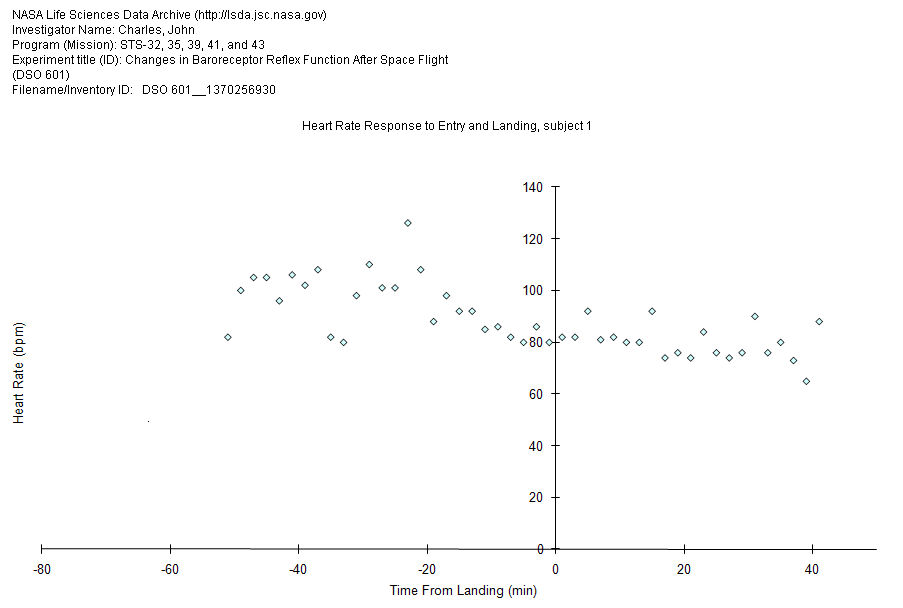 NASA Life Sciences Data Archive (http://lsda.jsc.nasa.gov)
Investigator Name: Charles, John
Program (Mission): STS-32, 35, 39, 41, and 43
Experiment title (ID): Changes in Baroreceptor Reflex Function After Space Flight
(DSO 601)
Filename/Inventory ID:   DSO 601__1370256930
Heart Rate Response to Entry and Landing, subject 1
140
120
100
80
60
40
20
0
Heart Rate (bpm)
-80 -60 -40 -20 0 20 40
Time From Landing (min)